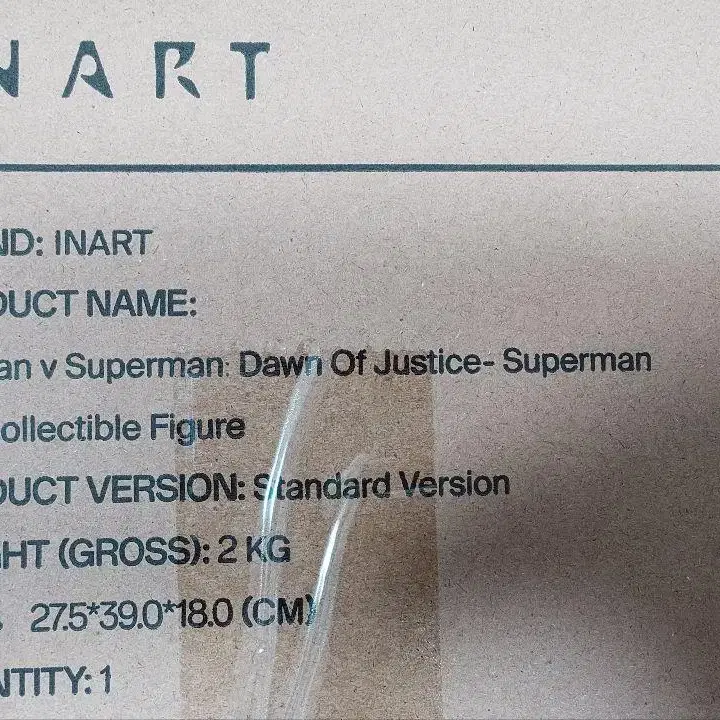 NART
ND: INART
DUCT NAME:
an v Superman: Dawn Of Justice- Superman
ollectible Figure
DUCT VERSION: Standard Version
GHT (GROSS): 2 KG
27.5*39.0*18.0 (CM)
NTITY: 1